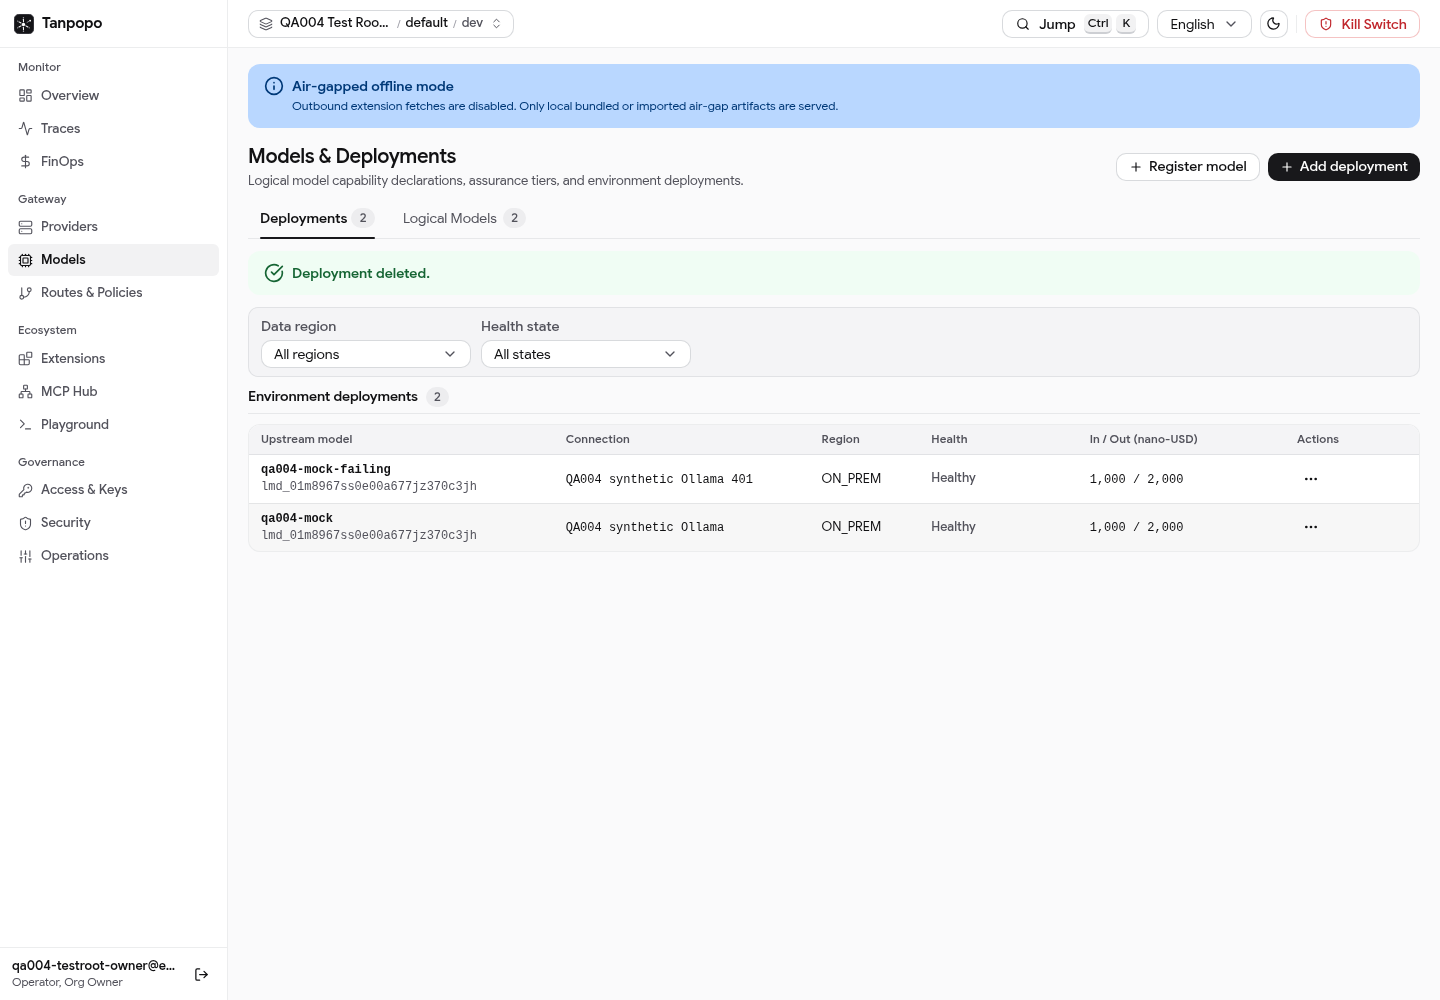 Tanpopo
QA004 Test Roo... / default / dev
Jump Ctrl K
English
Kill Switch
Monitor
Overview
Traces
FinOps
Gateway
Providers
Models
Routes & Policies
Ecosystem
Extensions
MCP Hub
Playground
Governance
Access & Keys
Security
Operations
qa004-testroot-owner@e...
Operator, Org Owner
Air-gapped offline mode
Outbound extension fetches are disabled. Only local bundled or imported air-gap artifacts are served.
Models & Deployments
Logical model capability declarations, assurance tiers, and environment deployments.
Register model
Add deployment
Deployments 2
Logical Models 2
Deployment deleted.
Data region
Health state
All regions
All states
Environment deployments 2
Upstream model Connection Region Health In / Out (nano-USD) Actions
qa004-mock-failing
lmd_01m8967ss0e00a677jz370c3jh
QA004 synthetic Ollama 401 ON_PREM Healthy 1,000 / 2,000
qa004-mock
lmd_01m8967ss0e00a677jz370c3jh
QA004 synthetic Ollama ON_PREM Healthy 1,000 / 2,000